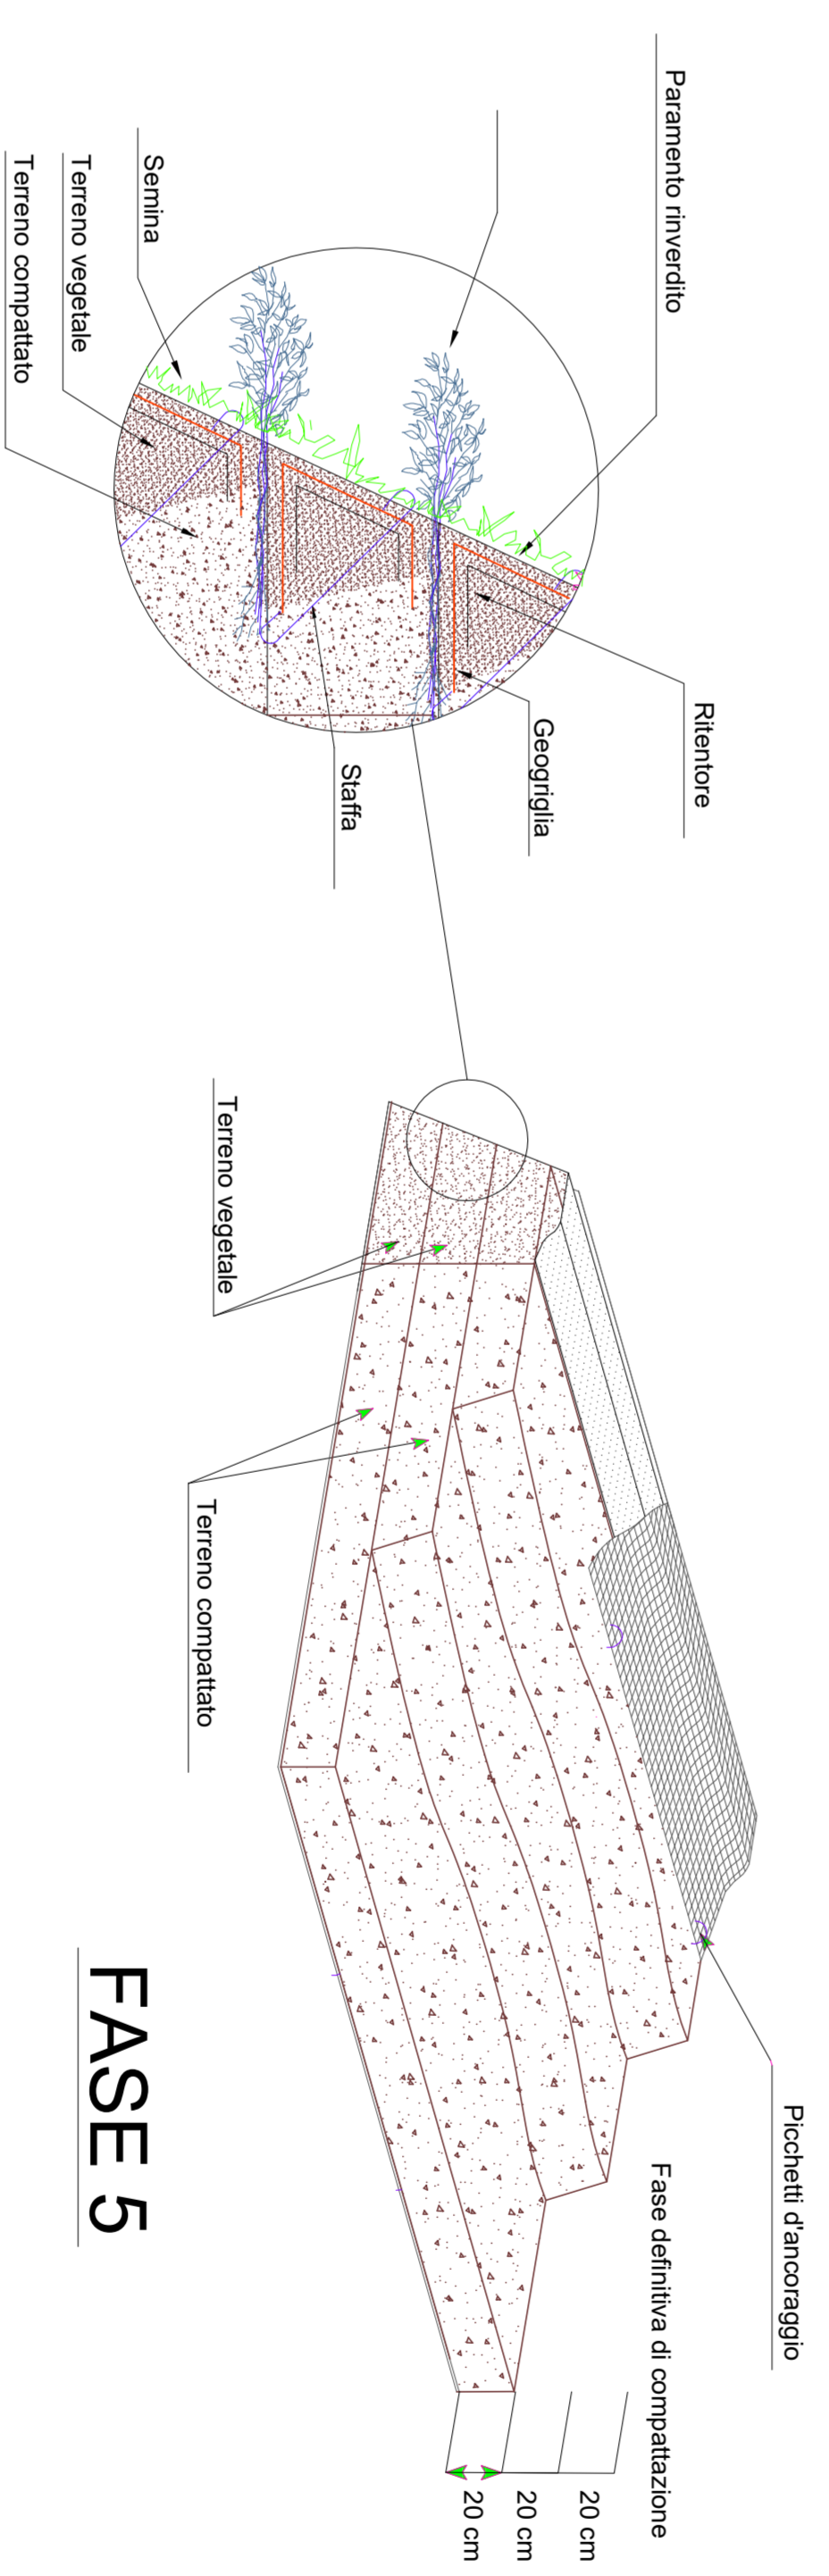 Paramento rinverdito
Ritentore
Geogriglia
Staffa
Semina
Terreno vegetale
Terreno compattato
Picchetti d'ancoraggio
Fase definitiva di compattazione
20 cm
20 cm
20 cm
Terreno vegetale
Terreno compattato
FASE 5